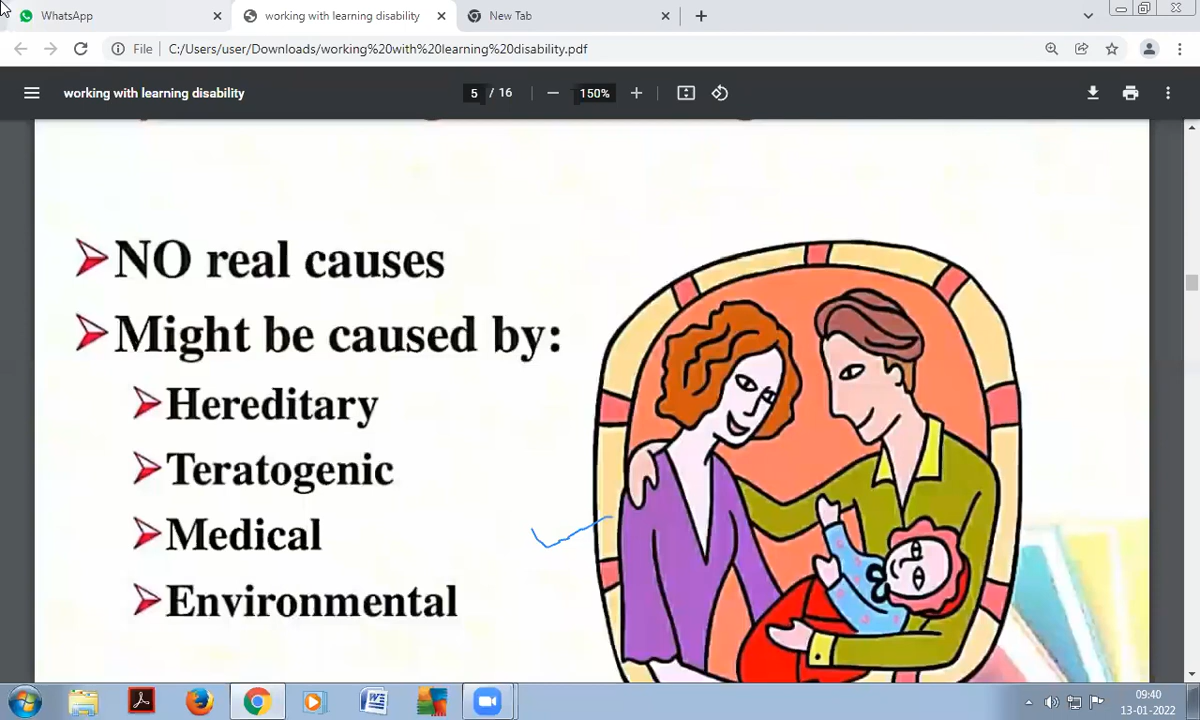 WhatsApp
working with learning disability
New Tab
File
C:/Users/user/Downloads/working%20with%20learning%20disability.pdf
working with learning disability
5 / 16
150%
NO real causes
Might be caused by:
Hereditary
Teratogenic
Medical
Environmental
09:40
13-01-2022